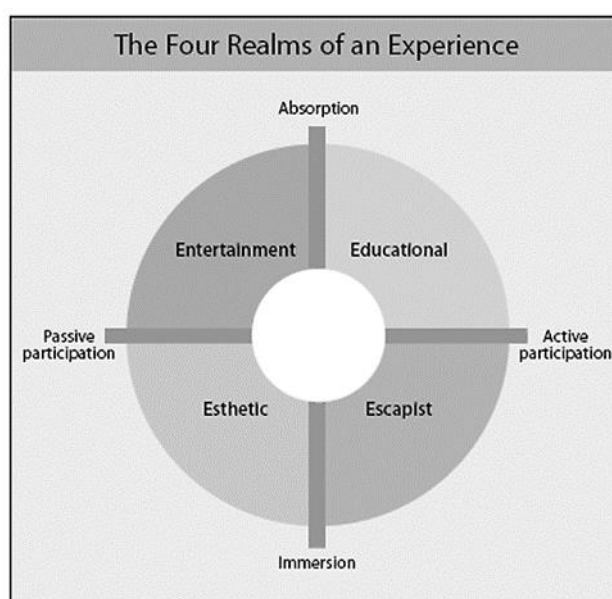 The Four Realms of an Experience
Absorption
Entertainment
Educational
Passive
participation
Active
participation
Esthetic
Escapist
Immersion